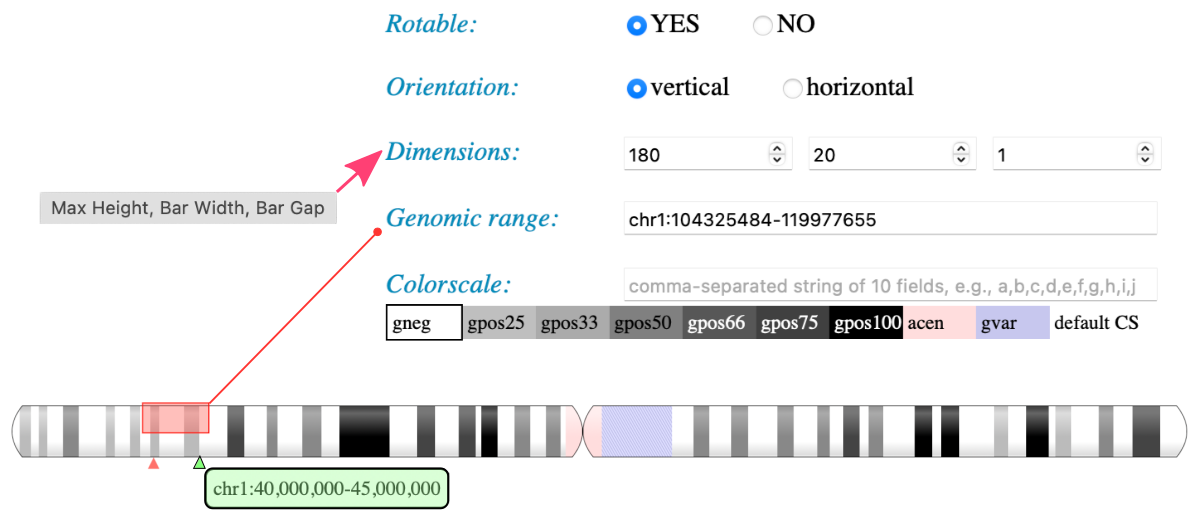 Rotable: YES NO
Orientation: vertical horizontal
Dimensions: 180 20 1
Max Height, Bar Width, Bar Gap
Genomic range: chr1:104325484-119977655
Colorscale: comma-separated string of 10 fields, e.g., a,b,c,d,e,f,g,h,i,j
gneg gpos25 gpos33 gpos50 gpos66 gpos75 gpos100 acen gvar default CS
chr1:40,000,000-45,000,000